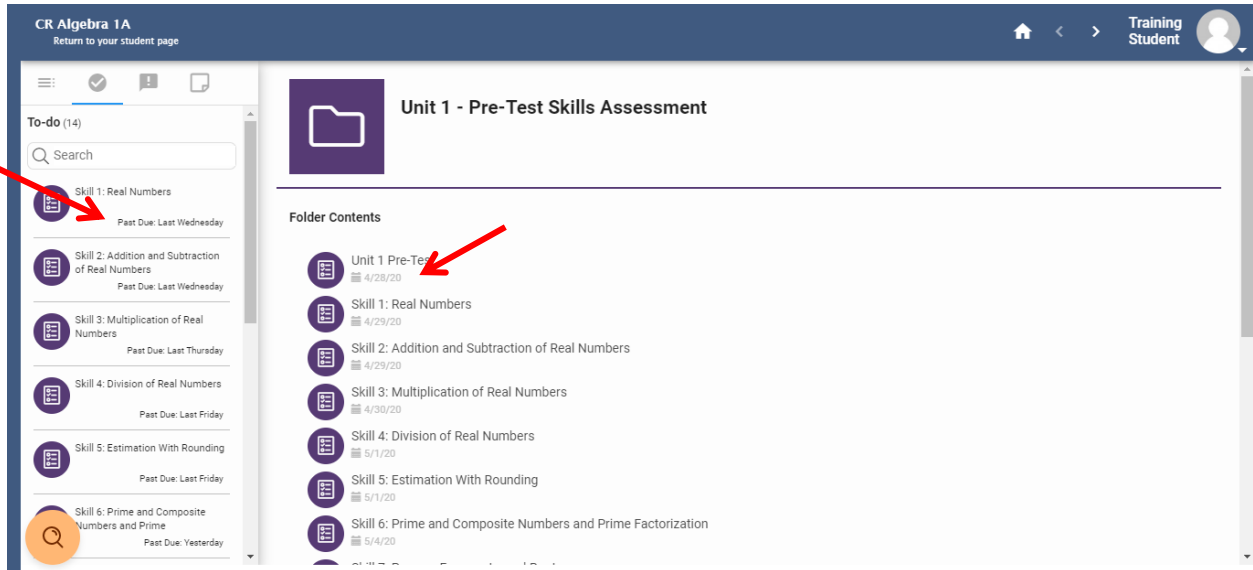 CR Algebra 1A
Return to your student page
Training
Student
To-do (14)
Search
Skill 1: Real Numbers
Past Due: Last Wednesday
Skill 2: Addition and Subtraction
of Real Numbers
Past Due: Last Wednesday
Skill 3: Multiplication of Real
Numbers
Past Due: Last Thursday
Skill 4: Division of Real Numbers
Past Due: Last Friday
Skill 5: Estimation With Rounding
Past Due: Last Friday
Skill 6: Prime and Composite
Numbers and Prime
Past Due: Yesterday
Unit 1 - Pre-Test Skills Assessment
Folder Contents
Unit 1 Pre-Test
4/28/20
Skill 1: Real Numbers
4/29/20
Skill 2: Addition and Subtraction of Real Numbers
4/29/20
Skill 3: Multiplication of Real Numbers
4/30/20
Skill 4: Division of Real Numbers
5/1/20
Skill 5: Estimation With Rounding
5/1/20
Skill 6: Prime and Composite Numbers and Prime Factorization
5/4/20